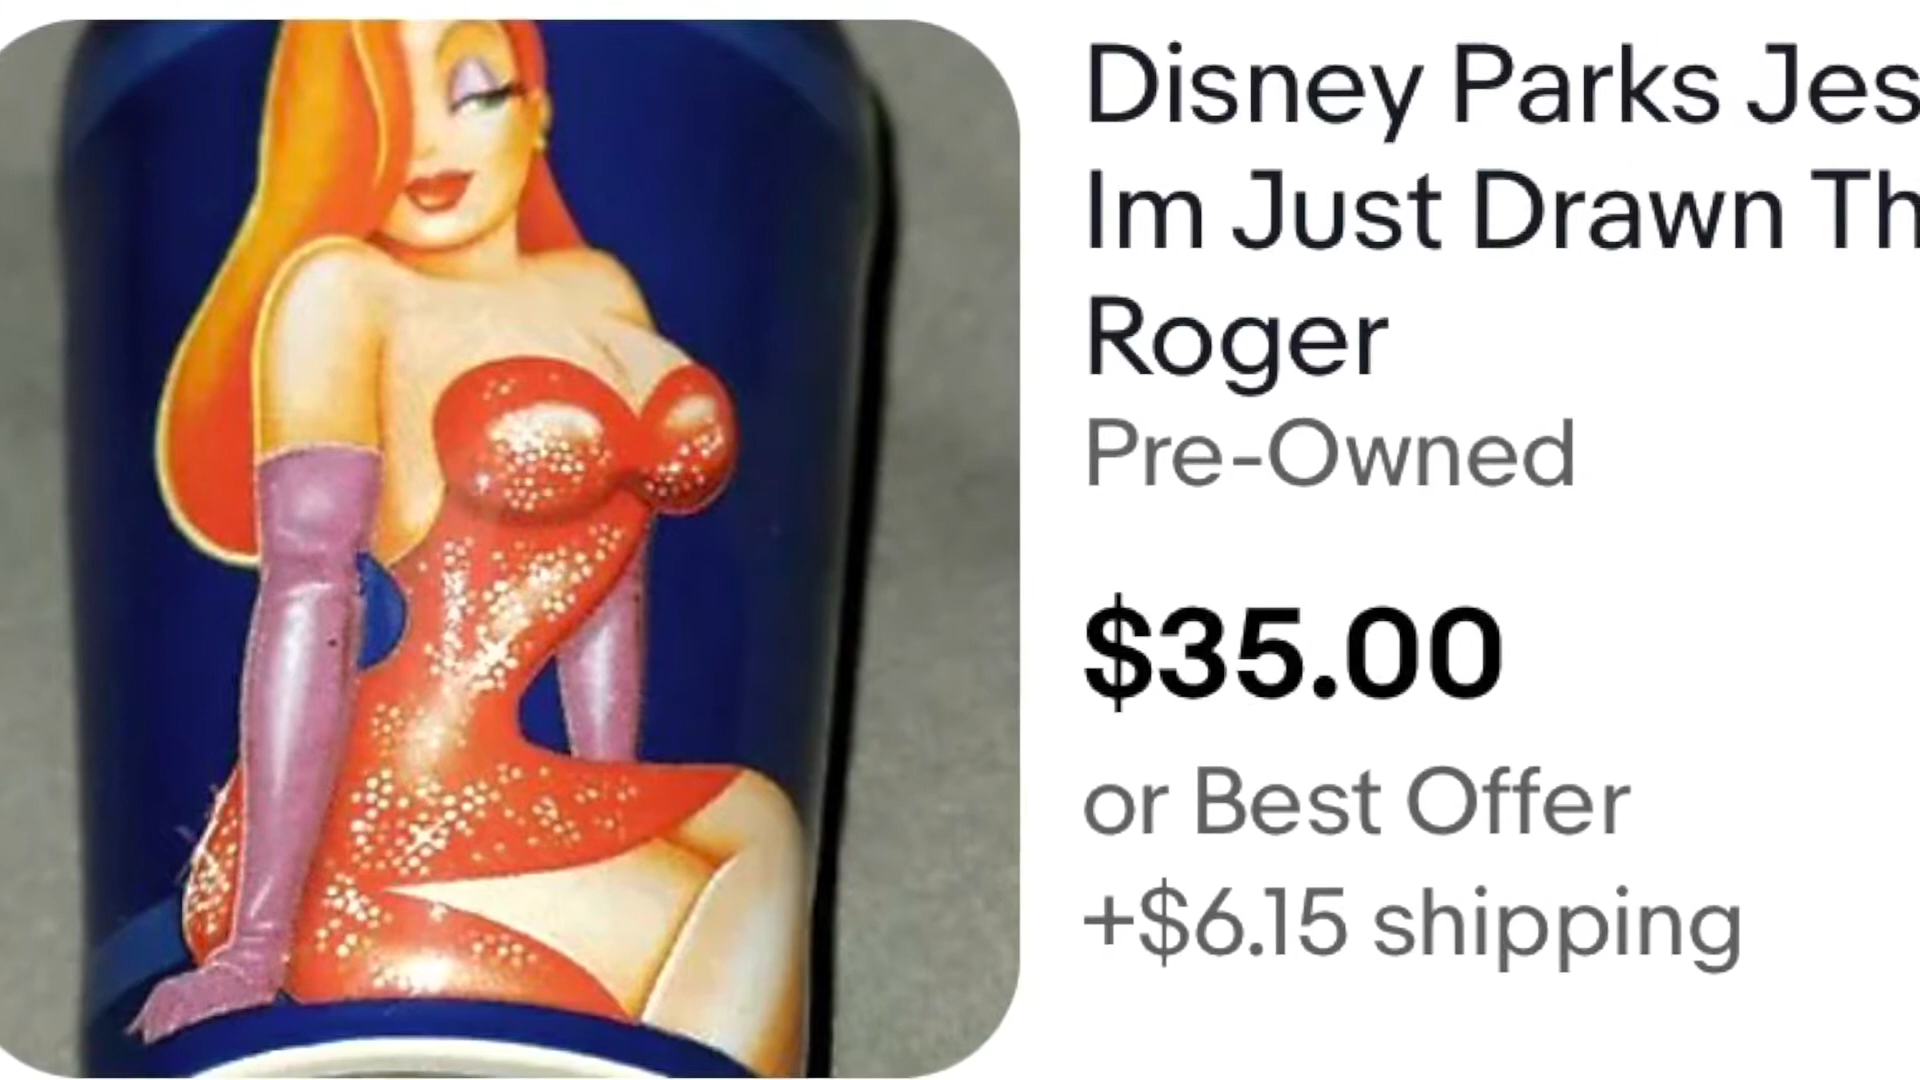 Disney Parks Jes
Im Just Drawn Th
Roger
Pre-Owned
$35.00
or Best Offer
+$6.15 shipping